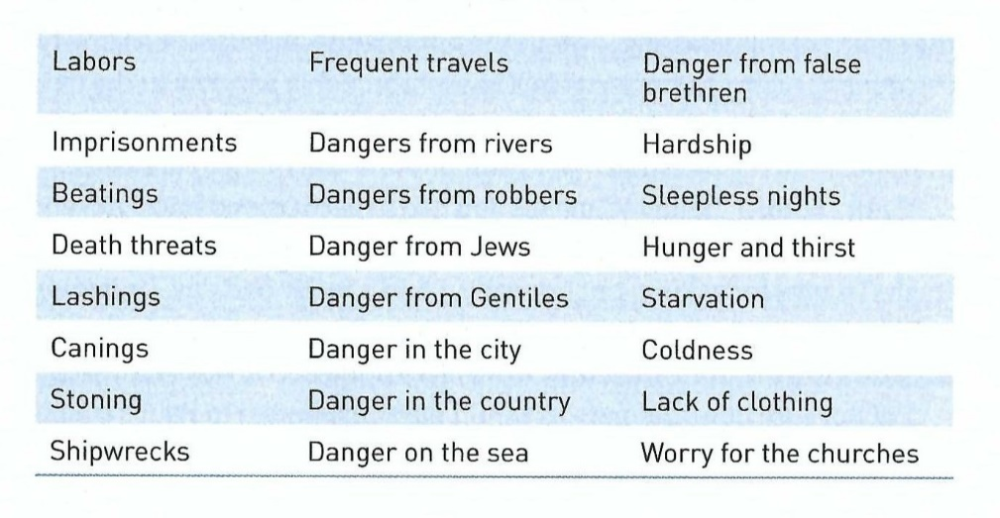 Labors Frequent travels Danger from false
brethren
Imprisonments Dangers from rivers Hardship
Beatings Dangers from robbers Sleepless nights
Death threats Danger from Jews Hunger and thirst
Lashings Danger from Gentiles Starvation
Canings Danger in the city Coldness
Stoning Danger in the country Lack of clothing
Shipwrecks Danger on the sea Worry for the churches